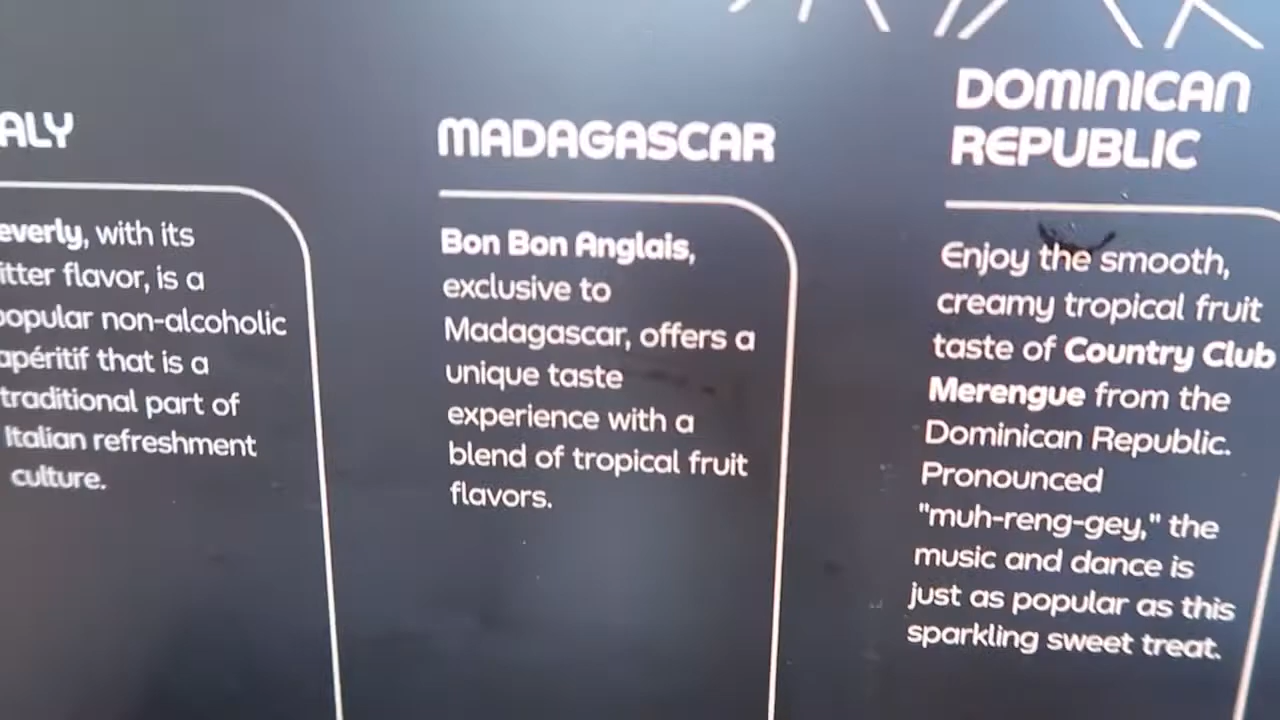 ALY
everly, with its
itter flavor, is a
popular non-alcoholic
apéritif that is a
traditional part of
Italian refreshment
culture.
MADAGASCAR
Bon Bon Anglais,
exclusive to
Madagascar, offers a
unique taste
experience with a
blend of tropical fruit
flavors.
DOMINICAN
REPUBLIC
Enjoy the smooth,
creamy tropical fruit
taste of Country Club
Merengue from the
Dominican Republic.
Pronounced
"muh-reng-gey," the
music and dance is
just as popular as this
sparkling sweet treat.